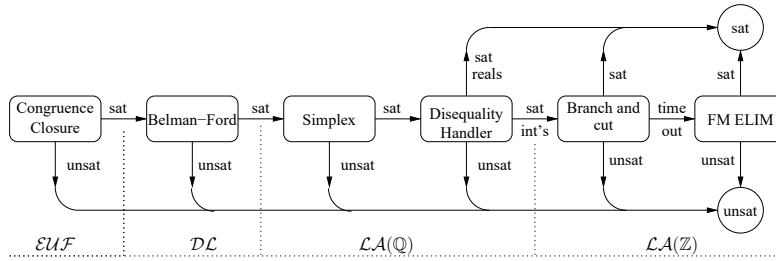 sat
sat
reals
sat
sat
Congruence
Closure
sat
Belman–Ford
sat
Simplex
sat
Disequality
Handler
sat
int's
Branch and
cut
time
out
FM ELIM
unsat
unsat
unsat
unsat
unsat
unsat
unsat
ℰUℱ
𝒟ℒ
ℒ𝒜(ℚ)
ℒ𝒜(ℤ)